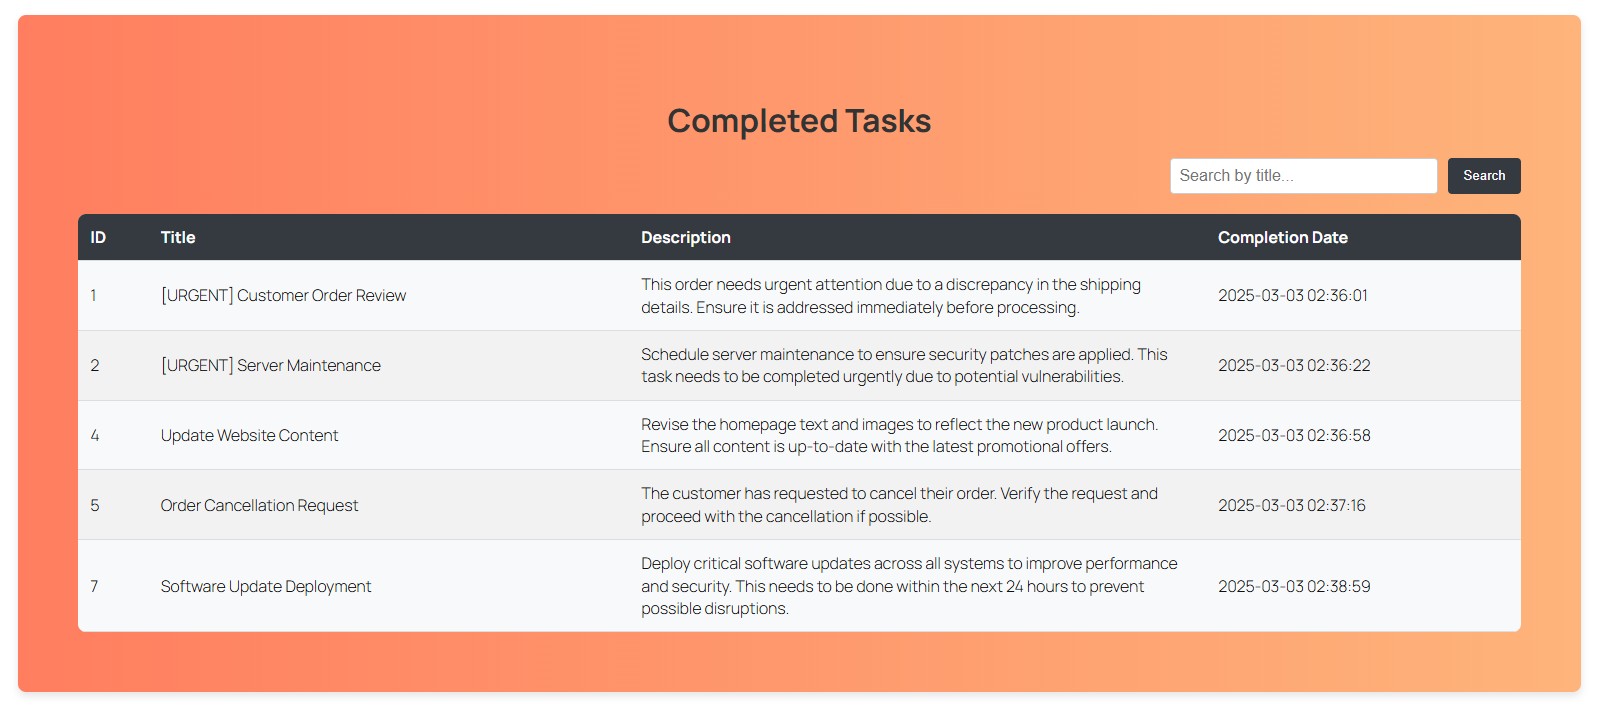 Completed Tasks
Search by title...
Search
ID Title Description Completion Date
1 [URGENT] Customer Order Review This order needs urgent attention due to a discrepancy in the shipping
details. Ensure it is addressed immediately before processing. 2025-03-03 02:36:01
2 [URGENT] Server Maintenance Schedule server maintenance to ensure security patches are applied. This
task needs to be completed urgently due to potential vulnerabilities. 2025-03-03 02:36:22
4 Update Website Content Revise the homepage text and images to reflect the new product launch.
Ensure all content is up-to-date with the latest promotional offers. 2025-03-03 02:36:58
5 Order Cancellation Request The customer has requested to cancel their order. Verify the request and
proceed with the cancellation if possible. 2025-03-03 02:37:16
7 Software Update Deployment Deploy critical software updates across all systems to improve performance
and security. This needs to be done within the next 24 hours to prevent
possible disruptions. 2025-03-03 02:38:59